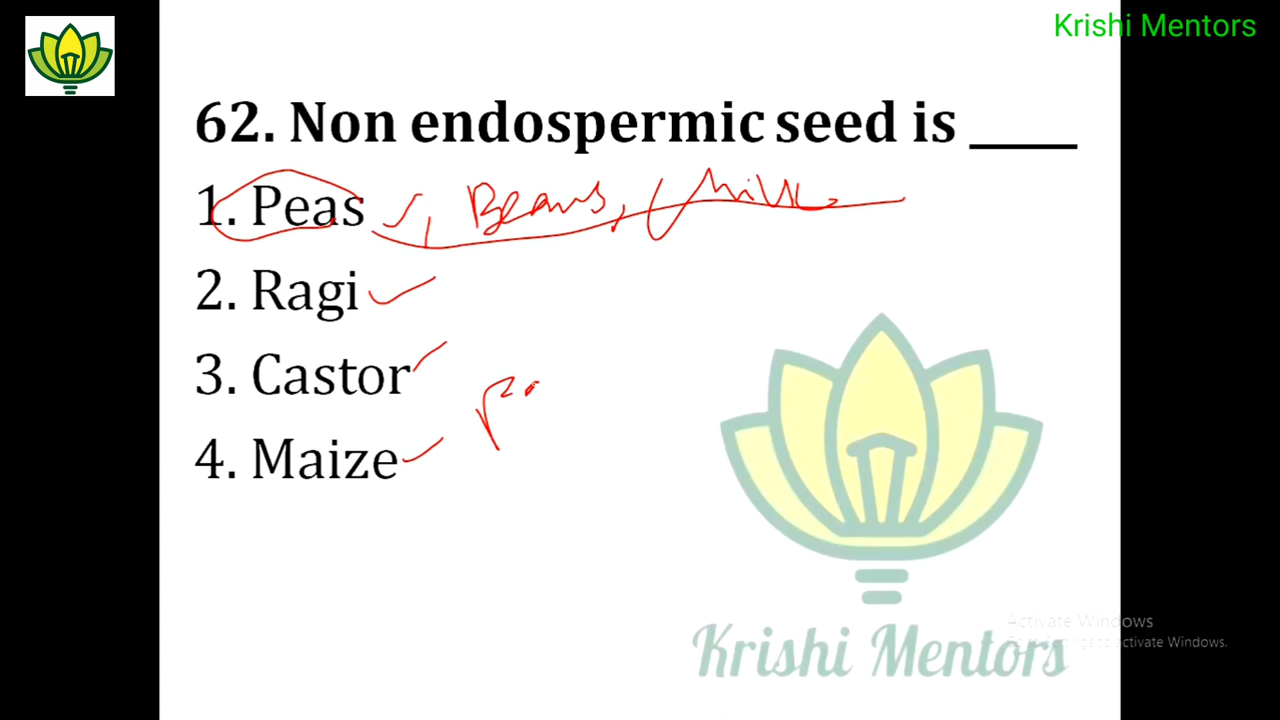 Krishi Mentors
62. Non endospermic seed is _____
1. Peas , Beans,
2. Ragi
3. Castor
4. Maize
Krishi Mentors
Activate Windows